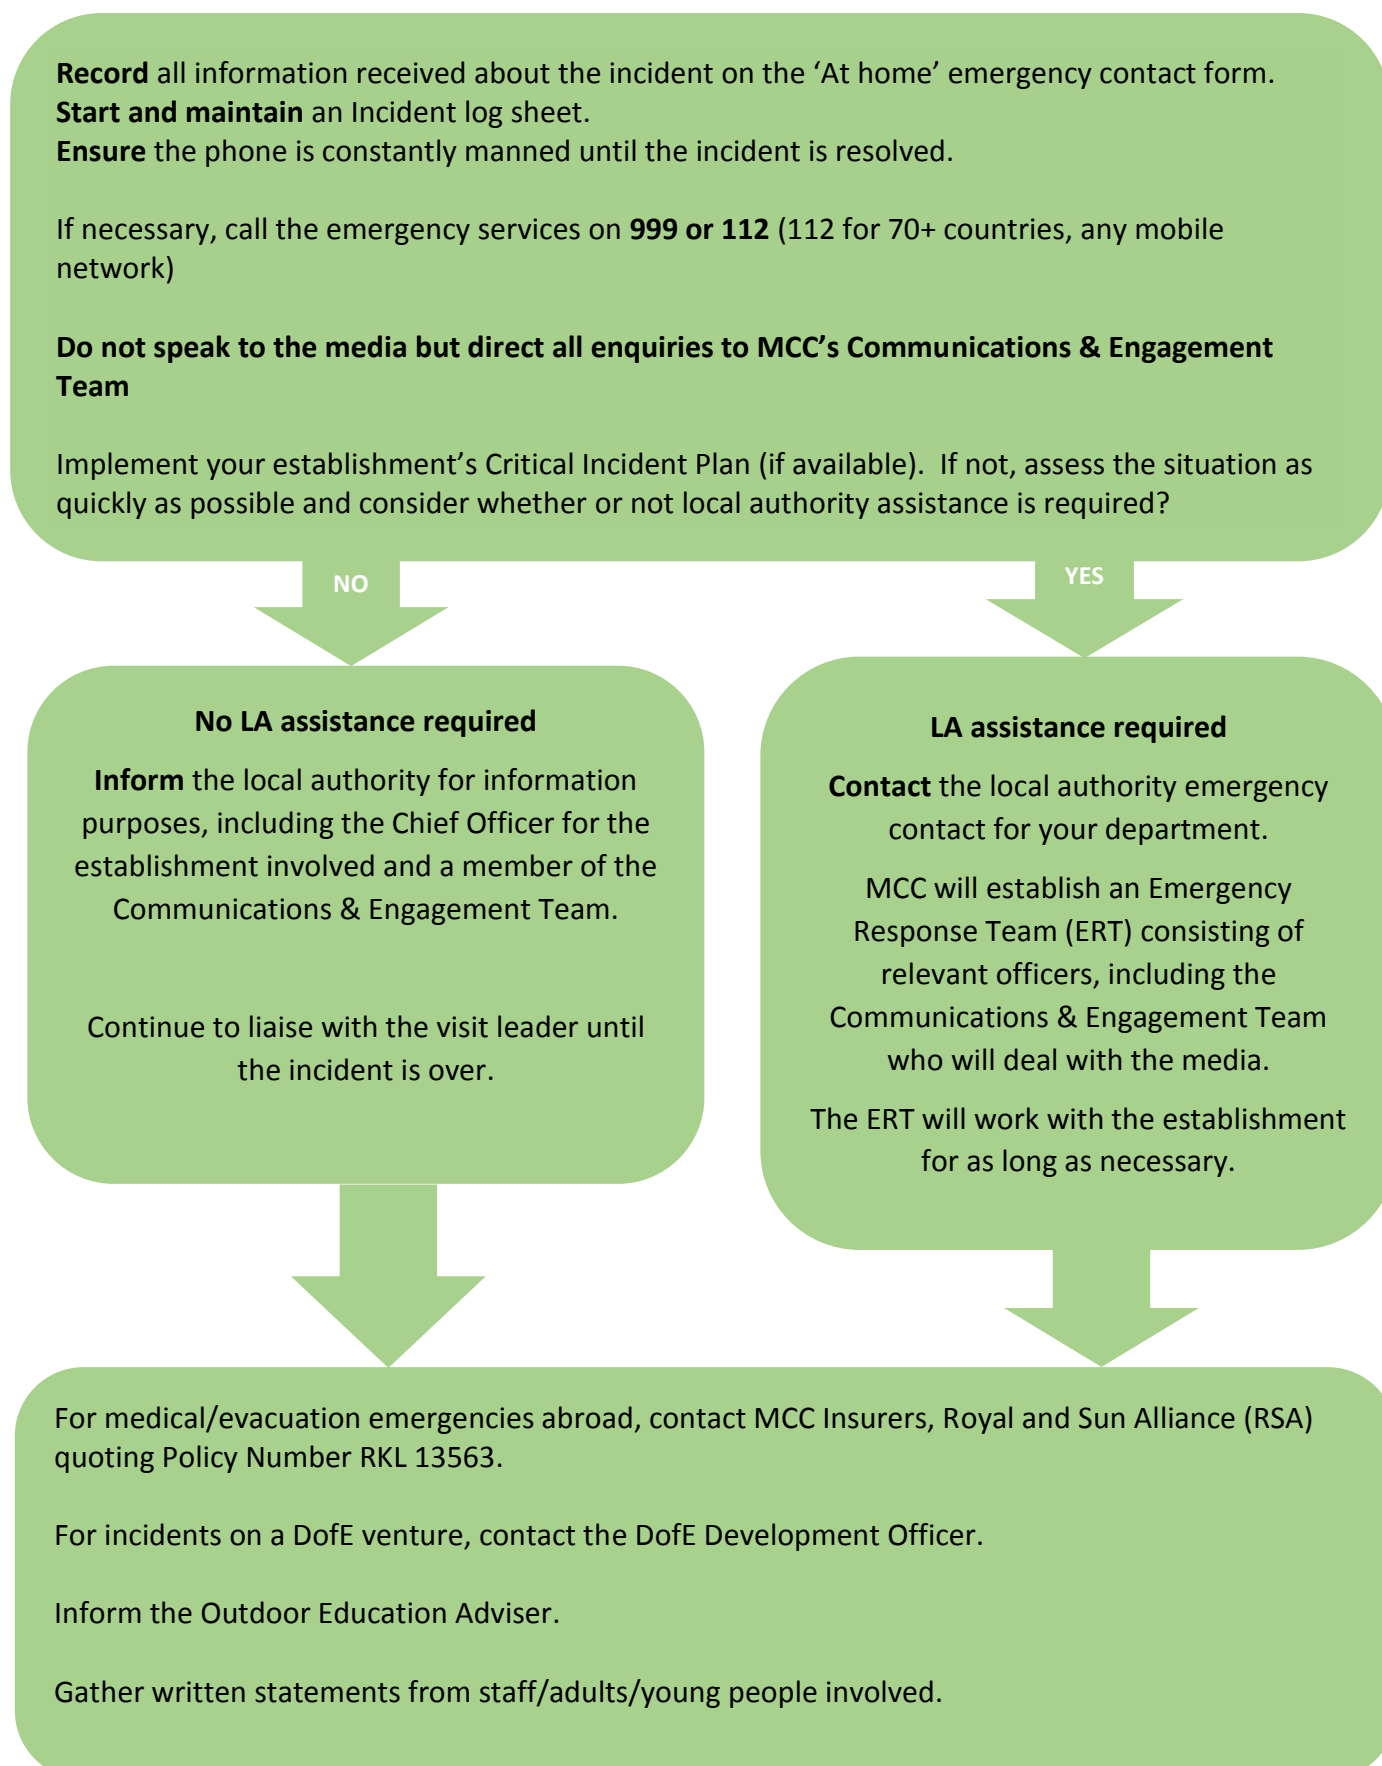 Record all information received about the incident on the ‘At home’ emergency contact form.
Start and maintain an Incident log sheet.
Ensure the phone is constantly manned until the incident is resolved.
If necessary, call the emergency services on 999 or 112 (112 for 70+ countries, any mobile
network)
Do not speak to the media but direct all enquiries to MCC’s Communications & Engagement
Team
Implement your establishment’s Critical Incident Plan (if available).  If not, assess the situation as
quickly as possible and consider whether or not local authority assistance is required?
NO
YES
No LA assistance required
Inform the local authority for information
purposes, including the Chief Officer for the
establishment involved and a member of the
Communications & Engagement Team.
Continue to liaise with the visit leader until
the incident is over.
LA assistance required
Contact the local authority emergency
contact for your department.
MCC will establish an Emergency
Response Team (ERT) consisting of
relevant officers, including the
Communications & Engagement Team
who will deal with the media.
The ERT will work with the establishment
for as long as necessary.
For medical/evacuation emergencies abroad, contact MCC Insurers, Royal and Sun Alliance (RSA)
quoting Policy Number RKL 13563.
For incidents on a DofE venture, contact the DofE Development Officer.
Inform the Outdoor Education Adviser.
Gather written statements from staff/adults/young people involved.